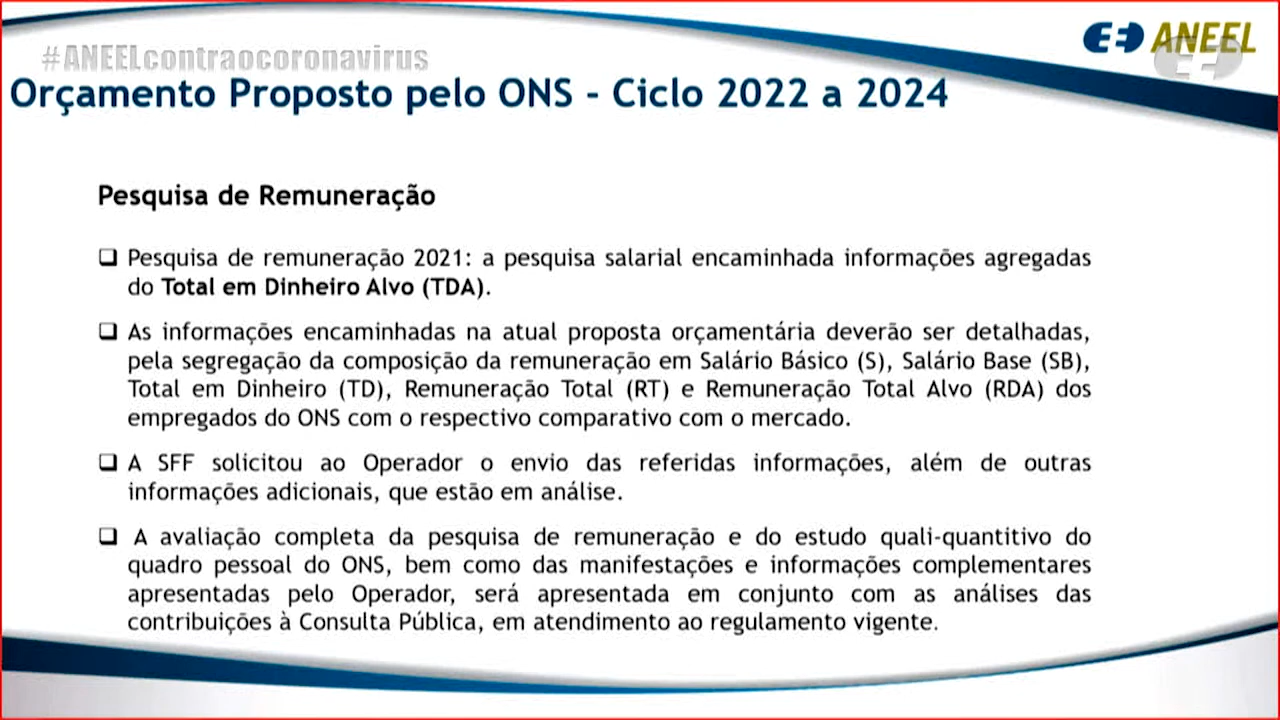 ANEEL
#ANEELcontraocoronavirus
Orçamento Proposto pelo ONS - Ciclo 2022 a 2024
Pesquisa de Remuneração
❑ Pesquisa de remuneração 2021: a pesquisa salarial encaminhada informações agregadas
do Total em Dinheiro Alvo (TDA).
❑ As informações encaminhadas na atual proposta orçamentária deverão ser detalhadas,
pela segregação da composição da remuneração em Salário Básico (S), Salário Base (SB),
Total em Dinheiro (TD), Remuneração Total (RT) e Remuneração Total Alvo (RDA) dos
empregados do ONS com o respectivo comparativo com o mercado.
❑ A SFF solicitou ao Operador o envio das referidas informações, além de outras
informações adicionais, que estão em análise.
❑ A avaliação completa da pesquisa de remuneração e do estudo quali-quantitivo do
quadro pessoal do ONS, bem como das manifestações e informações complementares
apresentadas pelo Operador, será apresentada em conjunto com as análises das
contribuições à Consulta Pública, em atendimento ao regulamento vigente.